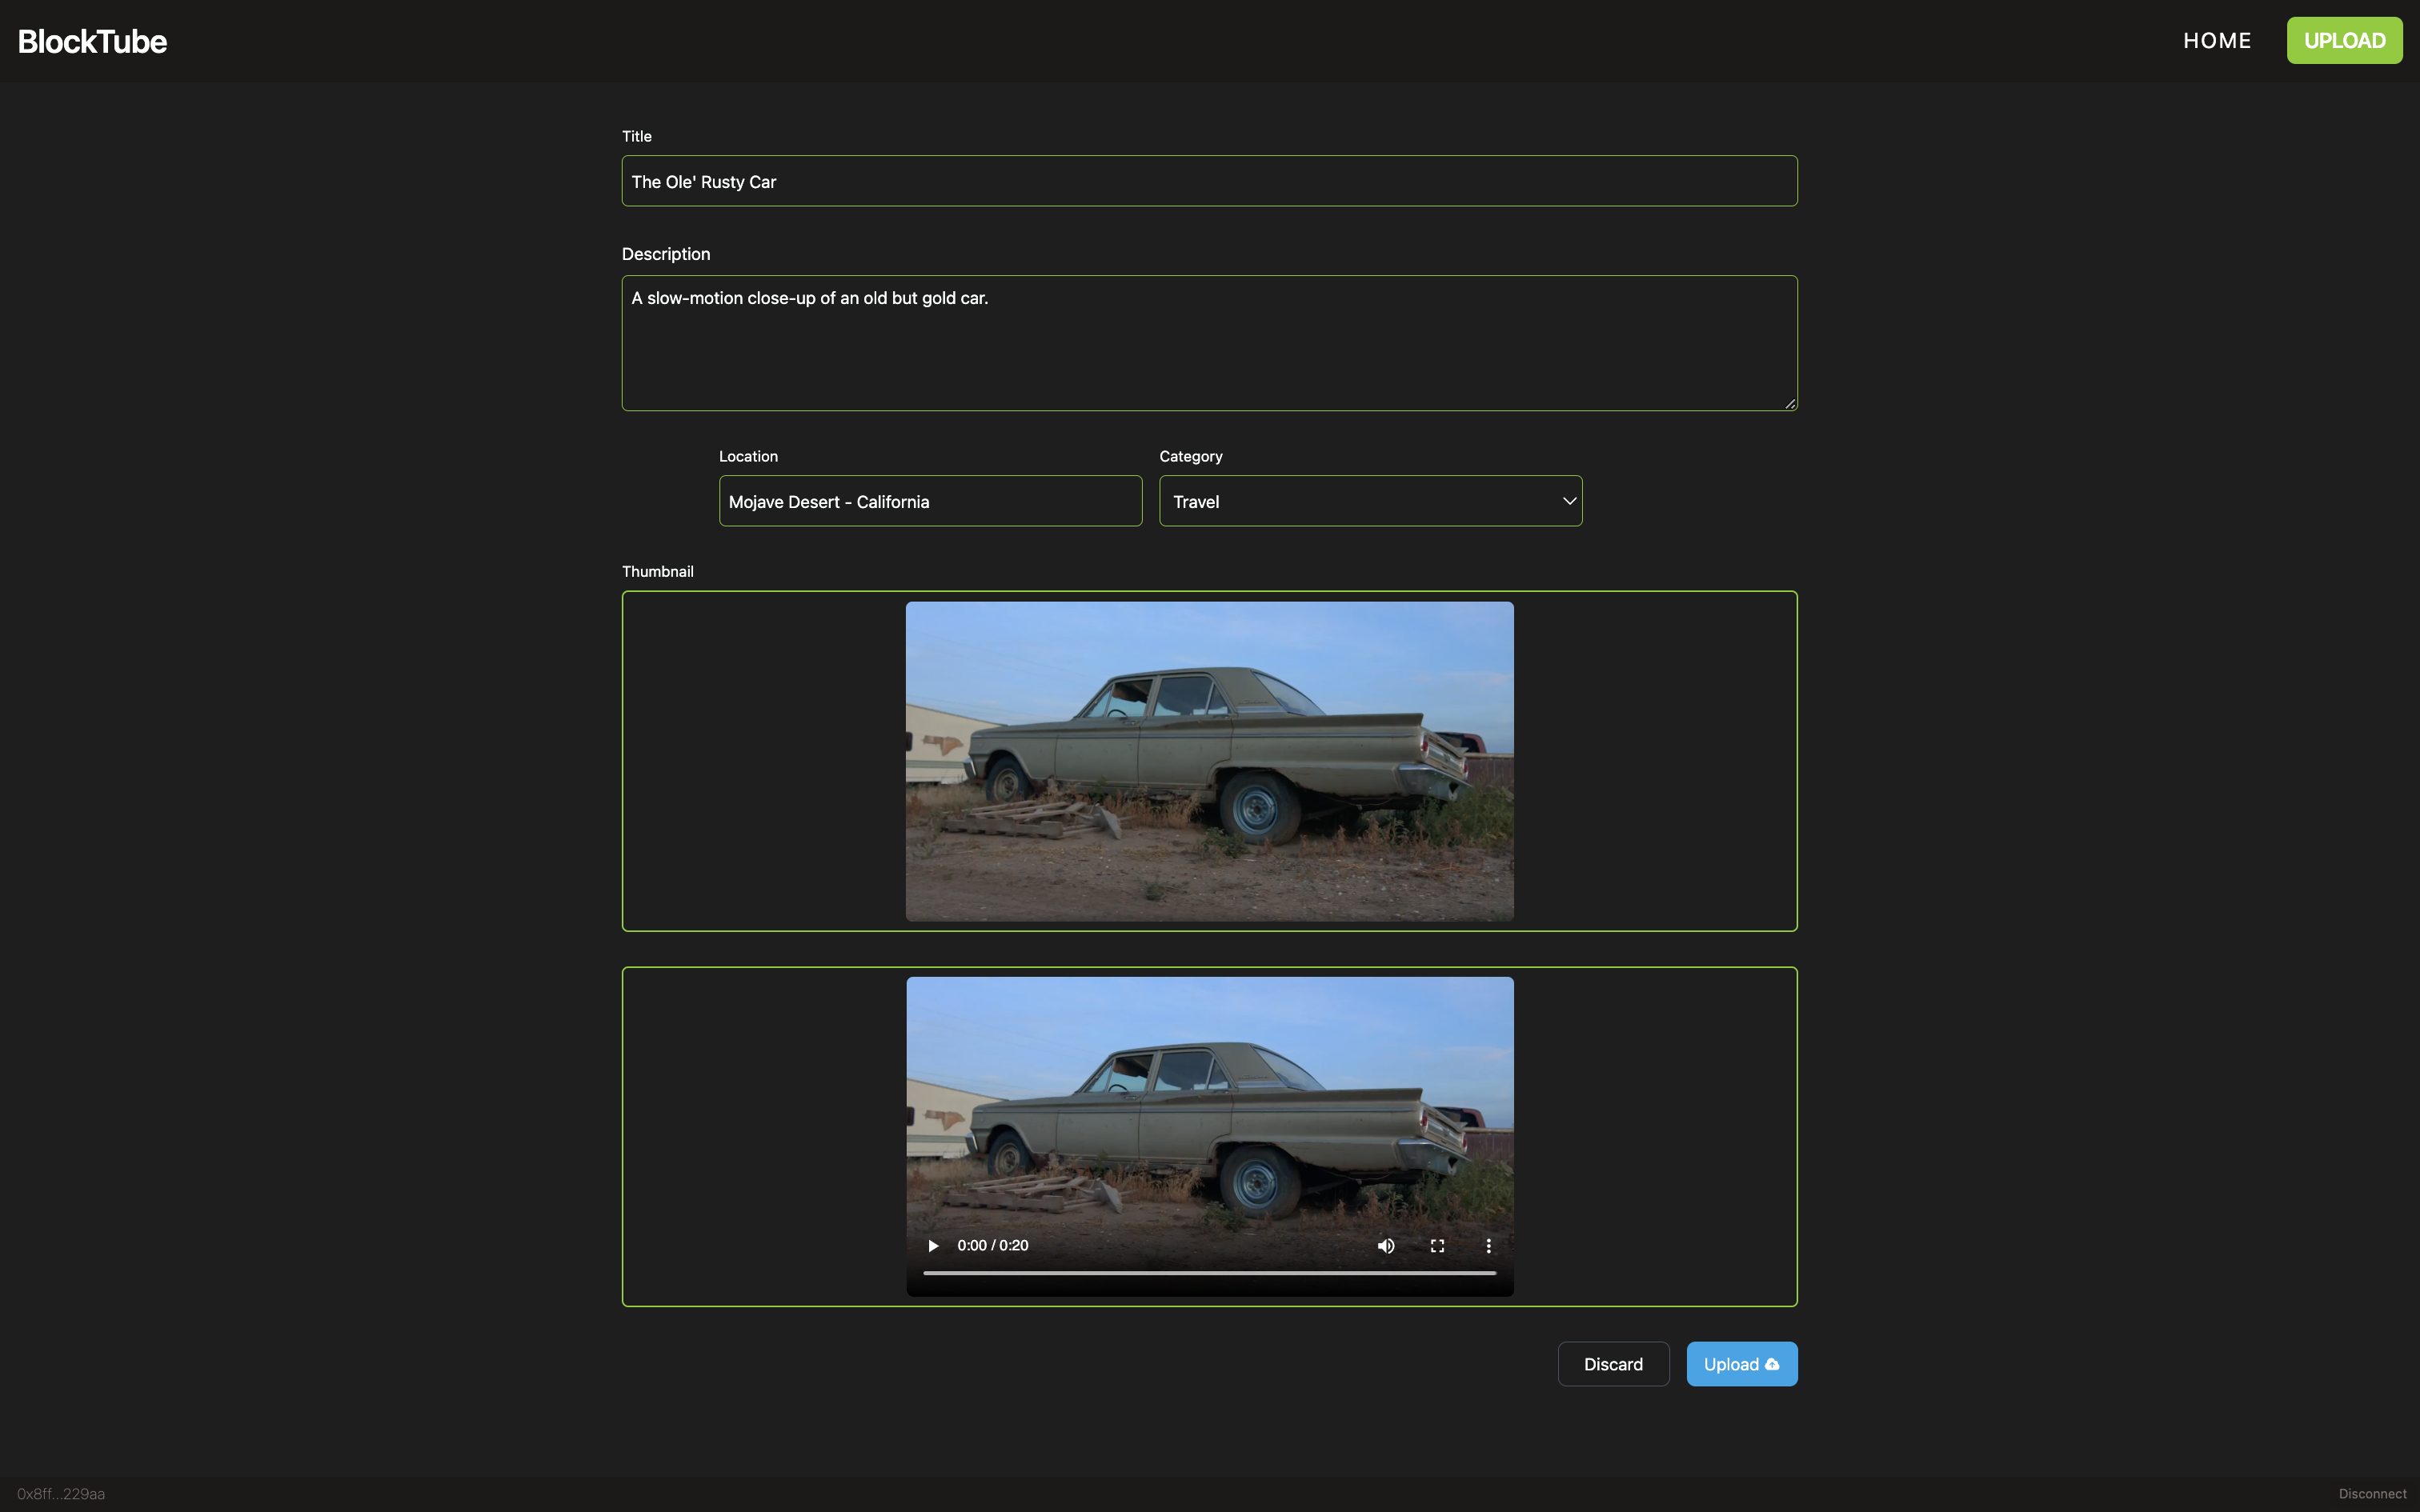 BlockTube
HOME
UPLOAD
Title
The Ole' Rusty Car
Description
A slow-motion close-up of an old but gold car.
Location
Category
Mojave Desert - California
Travel
Thumbnail
0:00 / 0:20
Discard
Upload
0x8ff...229aa
Disconnect